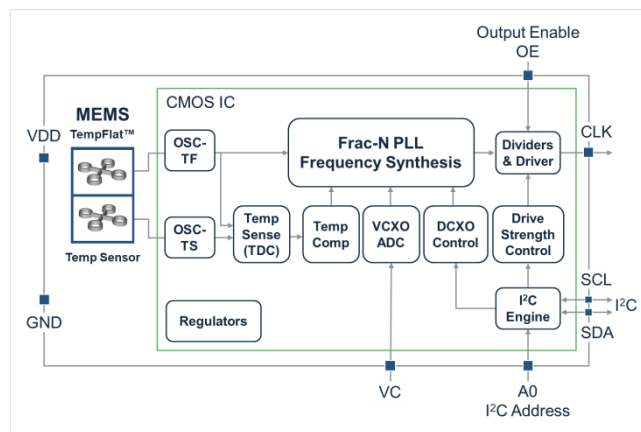 Output Enable
OE
MEMS
TempFlat™
CMOS IC
VDD
OSC-
TF
Frac-N PLL
Frequency Synthesis
Dividers
& Driver
CLK
OSC-
TS
Temp
Sense
(TDC)
Temp
Comp
VCXO
ADC
DCXO
Control
Drive
Strength
Control
Temp Sensor
SCL
I²C
SDA
I²C
Engine
GND
Regulators
VC
A0
I²C Address